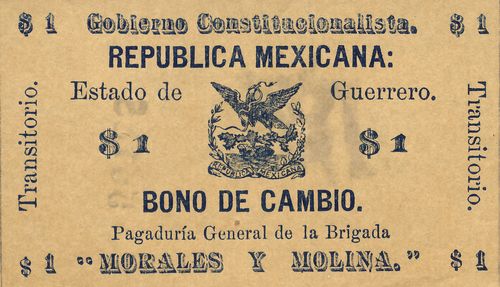 $ 1 Gobierno Constitucionalista. $ 1
REPUBLICA MEXICANA:
Estado de Guerrero.
Transitorio.
$ 1 $ 1
Transitorio.
REPUBLICA MEXICANA
BONO DE CAMBIO.
Pagaduría General de la Brigada
$ 1 "MORALES Y MOLINA." $ 1